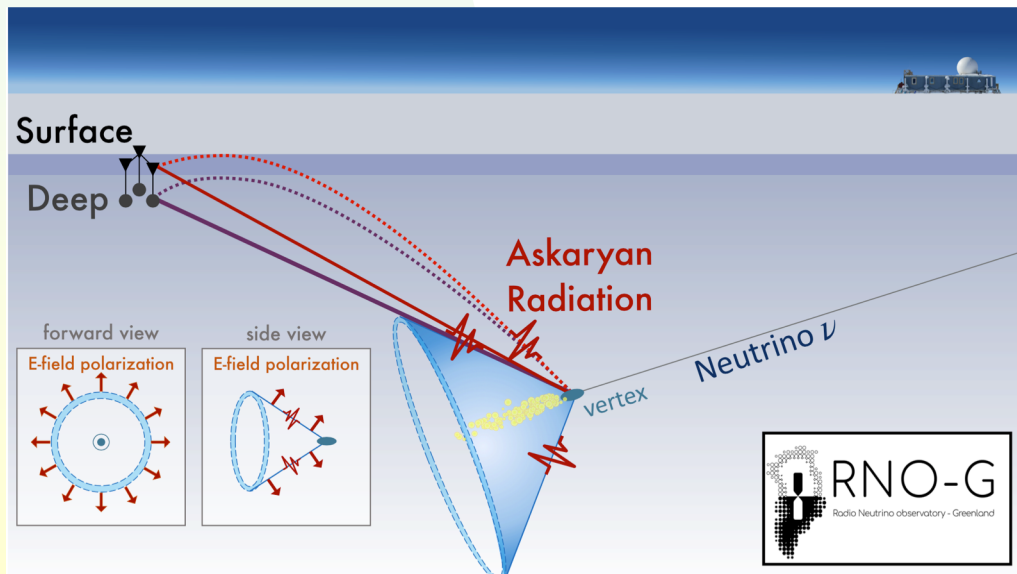 Surface
Deep
Askaryan
Radiation
Neutrino ν
vertex
forward view
E-field polarization
side view
E-field polarization
RNO-G
Radio Neutrino observatory - Greenland